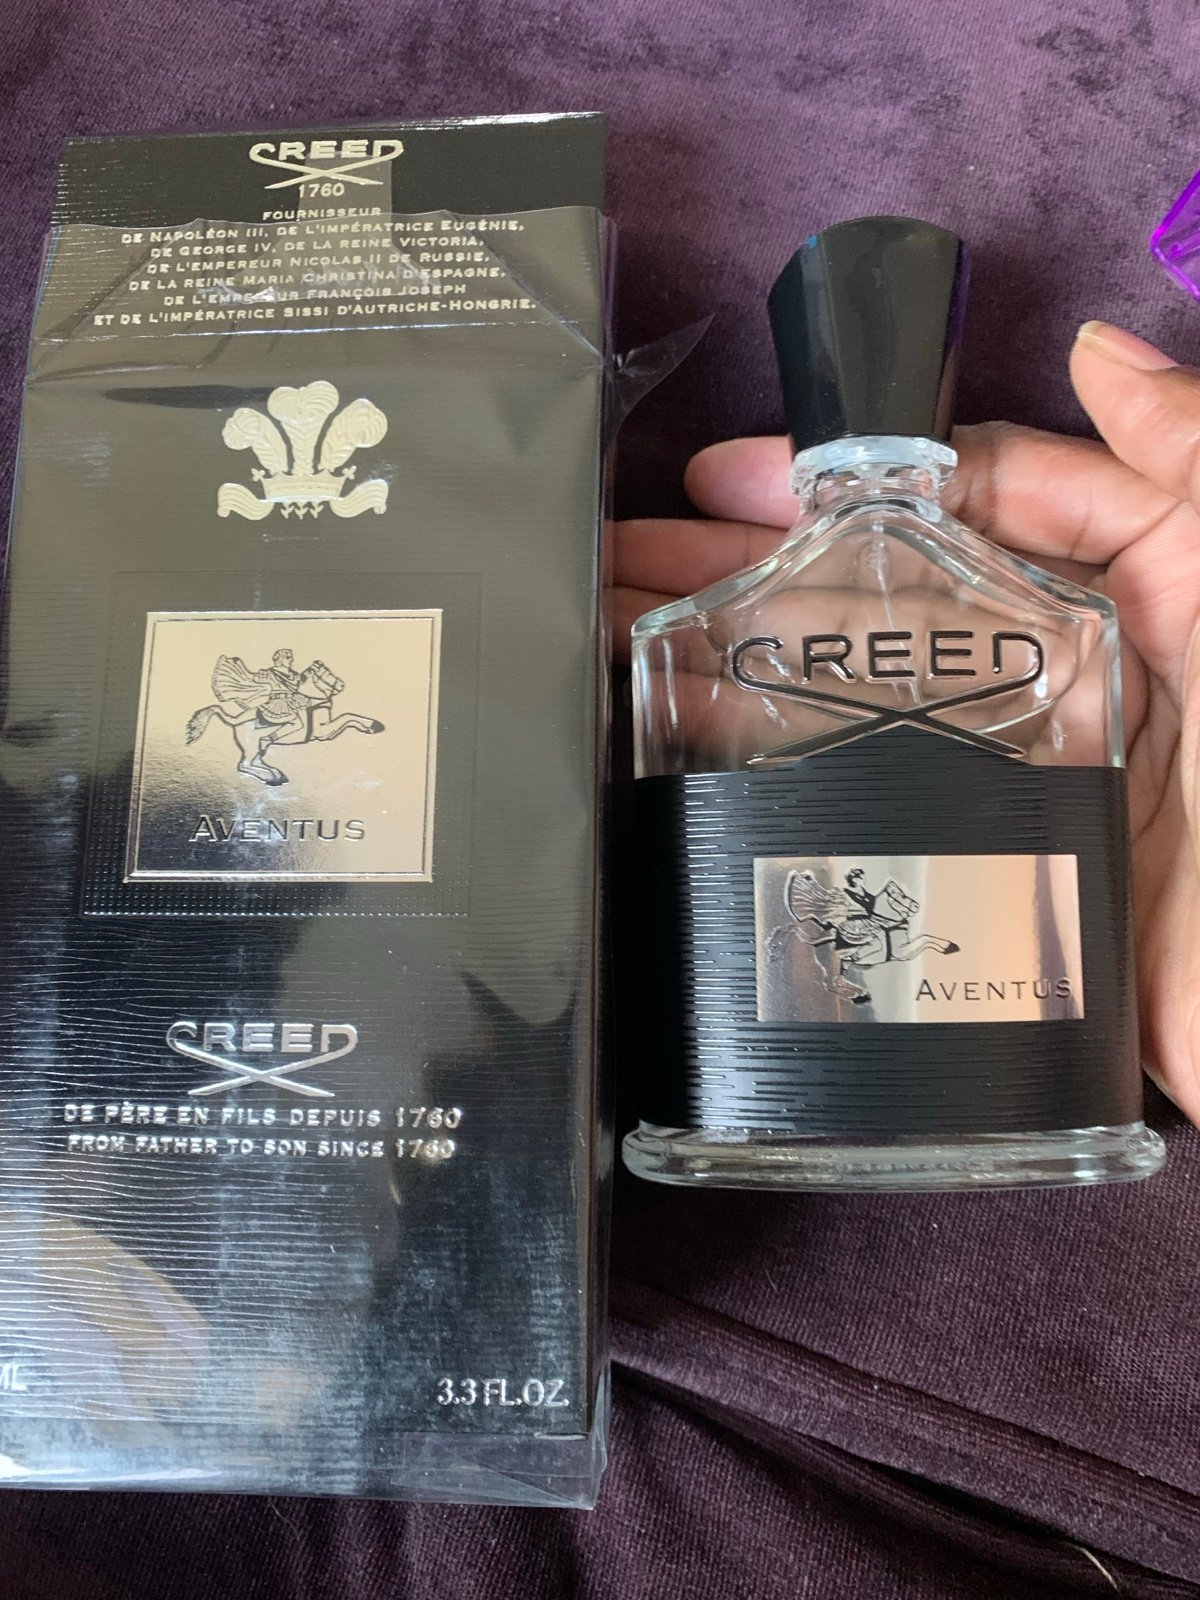 CREED
1760
FOURNISSEUR
DE NAPOLÉON III, DE L'IMPÉRATRICE EUGÉNIE,
DE GEORGE IV, DE LA REINE VICTORIA,
DE L'EMPEREUR NICOLAS II DE RUSSIE,
DE LA REINE MARIA CHRISTINA D'ESPAGNE,
DE L'EMPEREUR FRANÇOIS JOSEPH
ET DE L'IMPÉRATRICE SISSI D'AUTRICHE-HONGRIE.
AVENTUS
CREED
DE PÈRE EN FILS DEPUIS 1760
FROM FATHER TO SON SINCE 1760
ML
3.3 FL.OZ.
CREED
AVENTUS